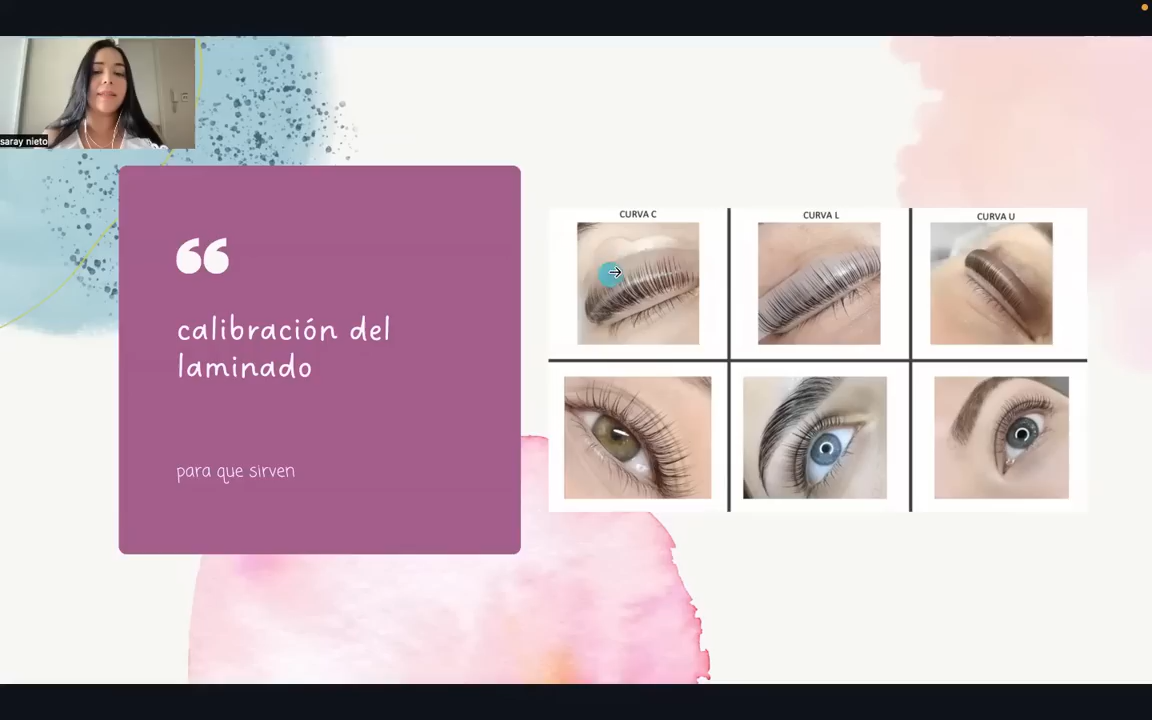 saray nieto
“
calibración del
laminado
para que sirven
CURVA C
CURVA L
CURVA U